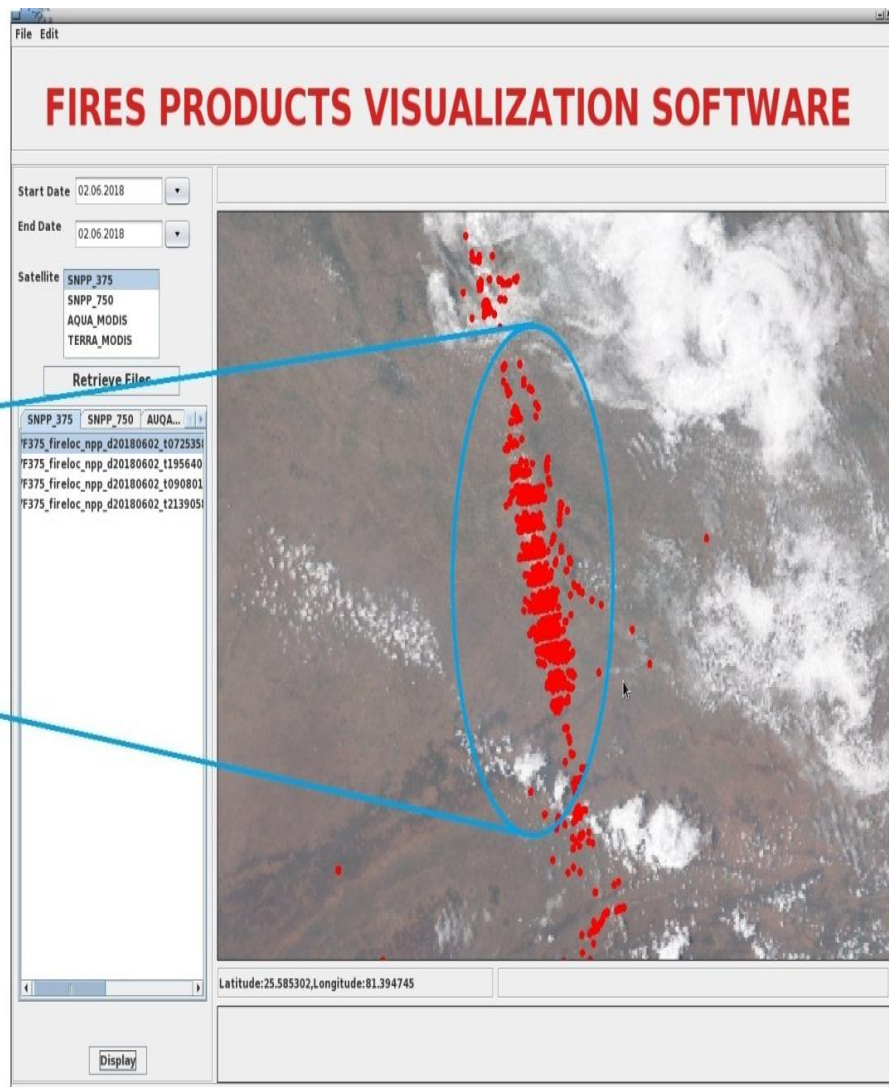 File Edit
FIRES PRODUCTS VISUALIZATION SOFTWARE
Start Date 02.06.2018
End Date 02.06.2018
Satellite SNPP_375
SNPP_750
AQUA_MODIS
TERRA_MODIS
Retrieve Files
SNPP_375 SNPP_750 AUQA...
F375_fireloc_npp_d20180602_t072535
F375_fireloc_npp_d20180602_t195640
F375_fireloc_npp_d20180602_t090801
F375_fireloc_npp_d20180602_t213905
Latitude:25.585302,Longitude:81.394745
Display